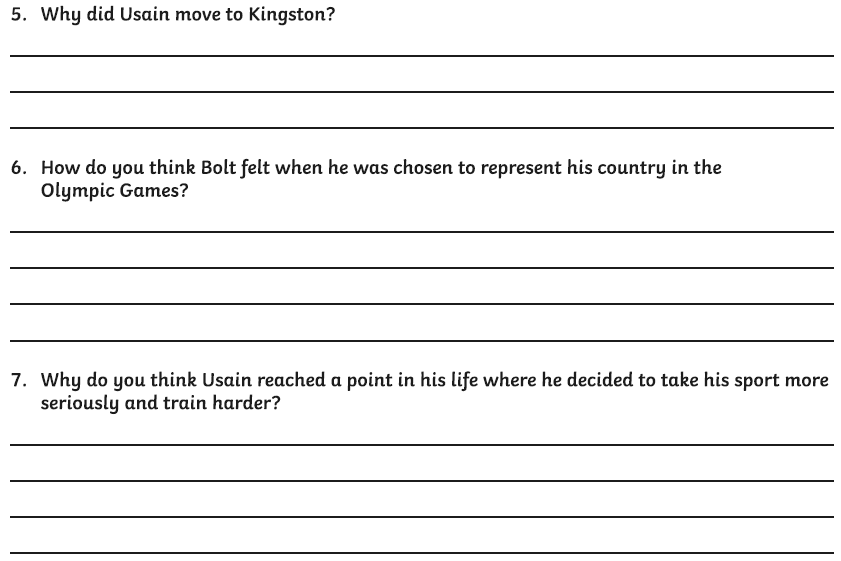 5. Why did Usain move to Kingston?
6. How do you think Bolt felt when he was chosen to represent his country in the
Olympic Games?
7. Why do you think Usain reached a point in his life where he decided to take his sport more
seriously and train harder?